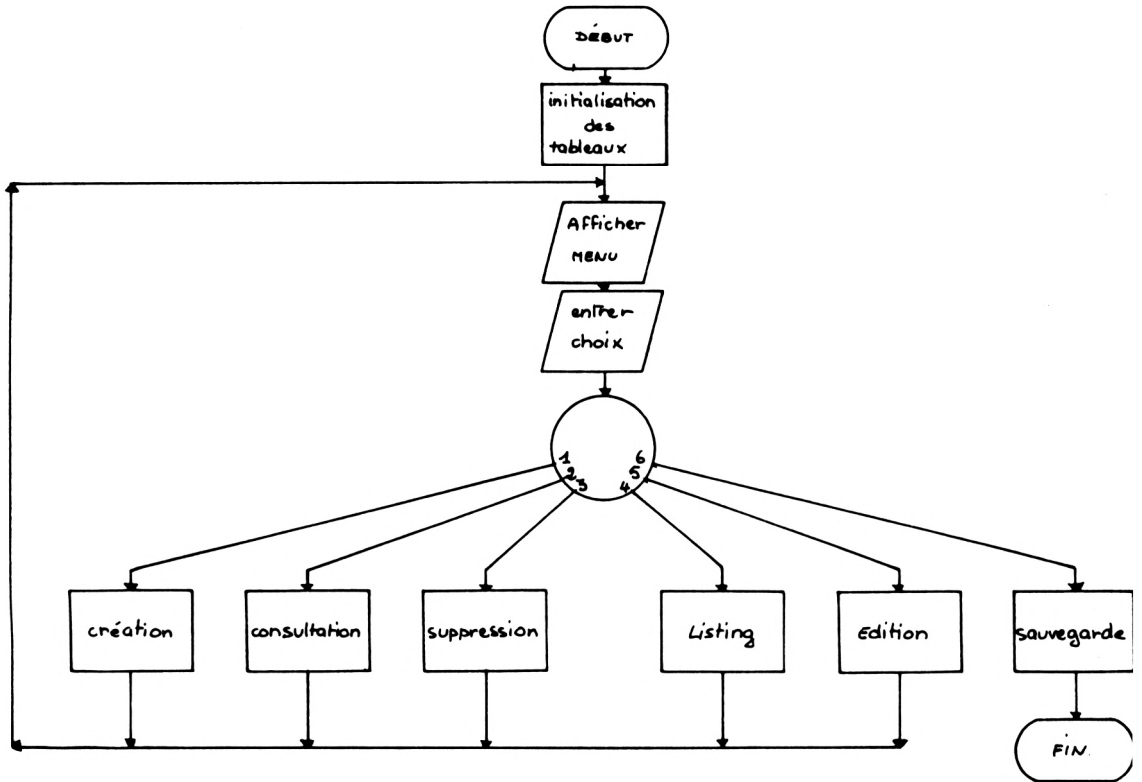 DÉBUT
initialisation
des
tableaux
Afficher
MENU
entrer
choix
1
2
3
4
5
6
création
consultation
suppression
Listing
Edition
sauvegarde
FIN.